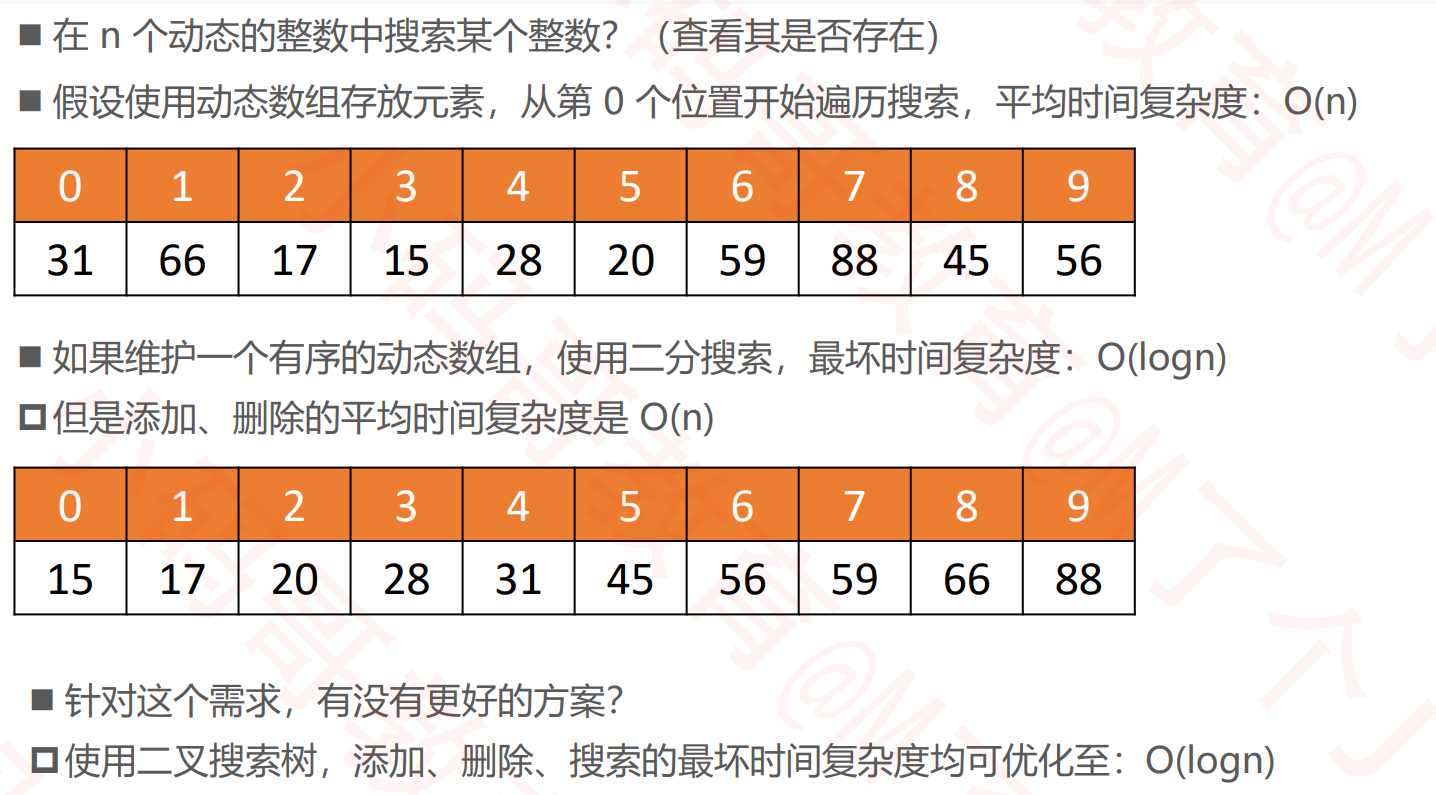 ■ 在 n 个动态的整数中搜索某个整数？（查看其是否存在）
■ 假设使用动态数组存放元素，从第 0 个位置开始遍历搜索，平均时间复杂度：O(n)
0 1 2 3 4 5 6 7 8 9
31 66 17 15 28 20 59 88 45 56
■ 如果维护一个有序的动态数组，使用二分搜索，最坏时间复杂度：O(logn)
但是添加、删除的平均时间复杂度是 O(n)
0 1 2 3 4 5 6 7 8 9
15 17 20 28 31 45 56 59 66 88
■ 针对这个需求，有没有更好的方案？
使用二叉搜索树，添加、删除、搜索的最坏时间复杂度均可优化至：O(logn)
小码哥教育@M了个J